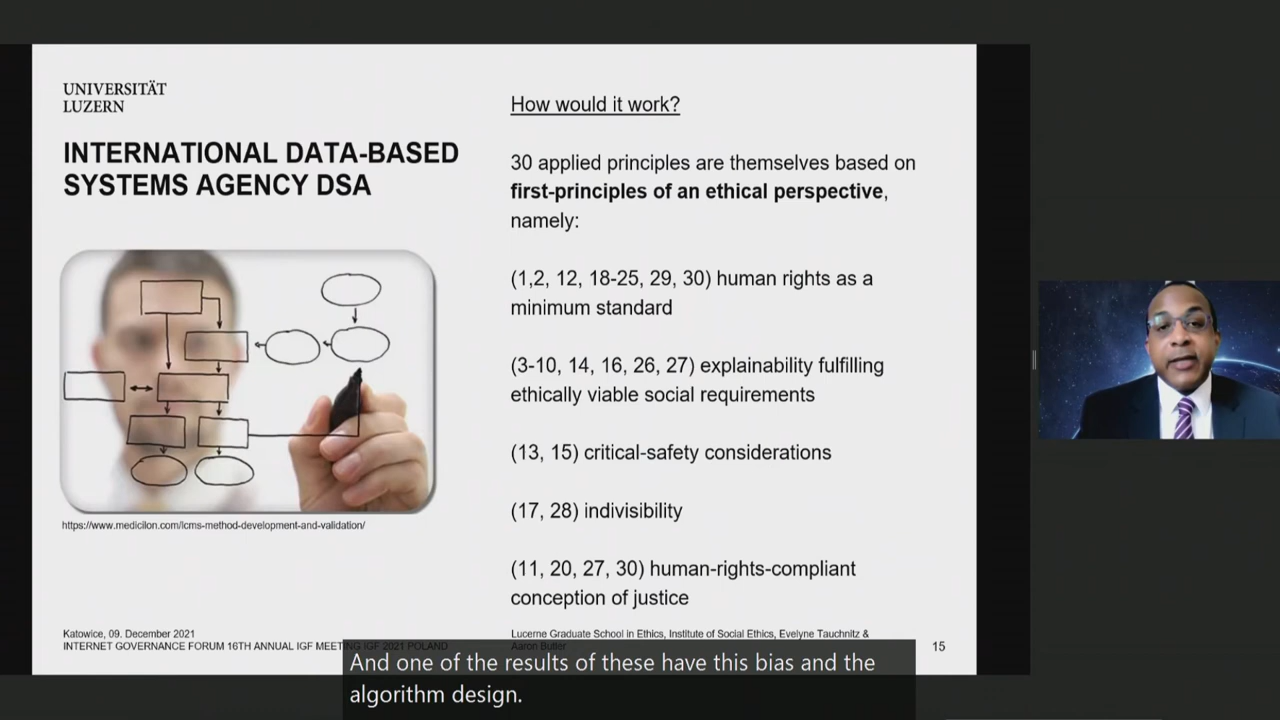 UNIVERSITÄT
LUZERN
INTERNATIONAL DATA-BASED
SYSTEMS AGENCY DSA
https://www.medicilon.com/lcms-method-development-and-validation/
How would it work?
30 applied principles are themselves based on
first-principles of an ethical perspective,
namely:
(1,2, 12, 18-25, 29, 30) human rights as a
minimum standard
(3-10, 14, 16, 26, 27) explainability fulfilling
ethically viable social requirements
(13, 15) critical-safety considerations
(17, 28) indivisibility
(11, 20, 27, 30) human-rights-compliant
conception of justice
Katowice, 09. December 2021
INTERNET GOVERNANCE FORUM 16TH ANNUAL IGF MEETING IGF 2021 POLAND
Lucerne Graduate School in Ethics, Institute of Social Ethics, Evelyne Tauchnitz &
Aaron Butler
15
And one of the results of these have this bias and the
algorithm design.